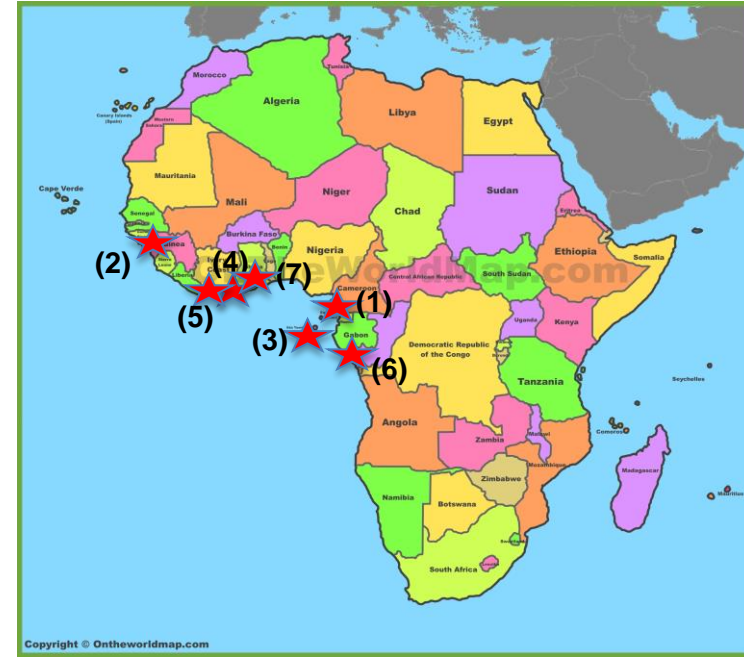 Tunisia
Morocco
Algeria
Libya
Egypt
Canary Islands
(Spain)
Western
Sahara
Mauritania
Mali
Niger
Chad
Sudan
Eritrea
Cape Verde
Senegal
Burkina Faso
Benin
Nigeria
Ethiopia
Somalia
(2)
(4)
(7)
Liberia
TheWorldMap.com
Cameroon
Central African Republic
South Sudan
(5)
(1)
(3)
Gabon
(6)
Democratic Republic
of the Congo
Uganda
Kenya
Tanzania
Seychelles
Angola
Zambia
Malawi
Comoros
Mozambique
Zimbabwe
Madagascar
Mauritius
Namibia
Botswana
South Africa
Copyright © Ontheworldmap.com